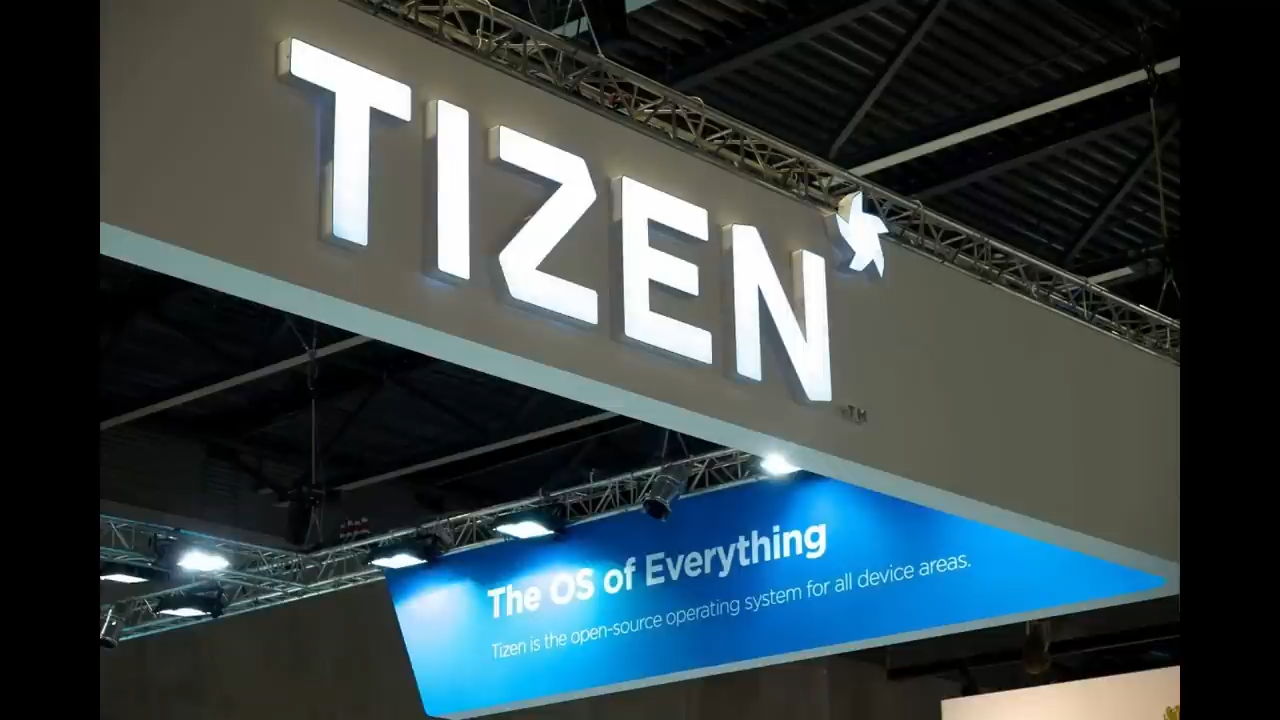 TIZEN
TM
The OS of Everything
Tizen is the open-source operating system for all device areas.